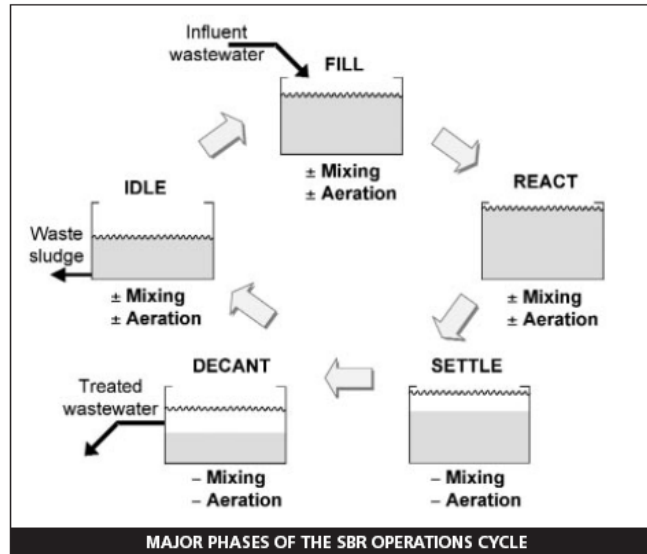 Influent
wastewater
FILL
± Mixing
± Aeration
REACT
± Mixing
± Aeration
SETTLE
– Mixing
– Aeration
DECANT
Treated
wastewater
– Mixing
– Aeration
IDLE
Waste
sludge
± Mixing
± Aeration
MAJOR PHASES OF THE SBR OPERATIONS CYCLE